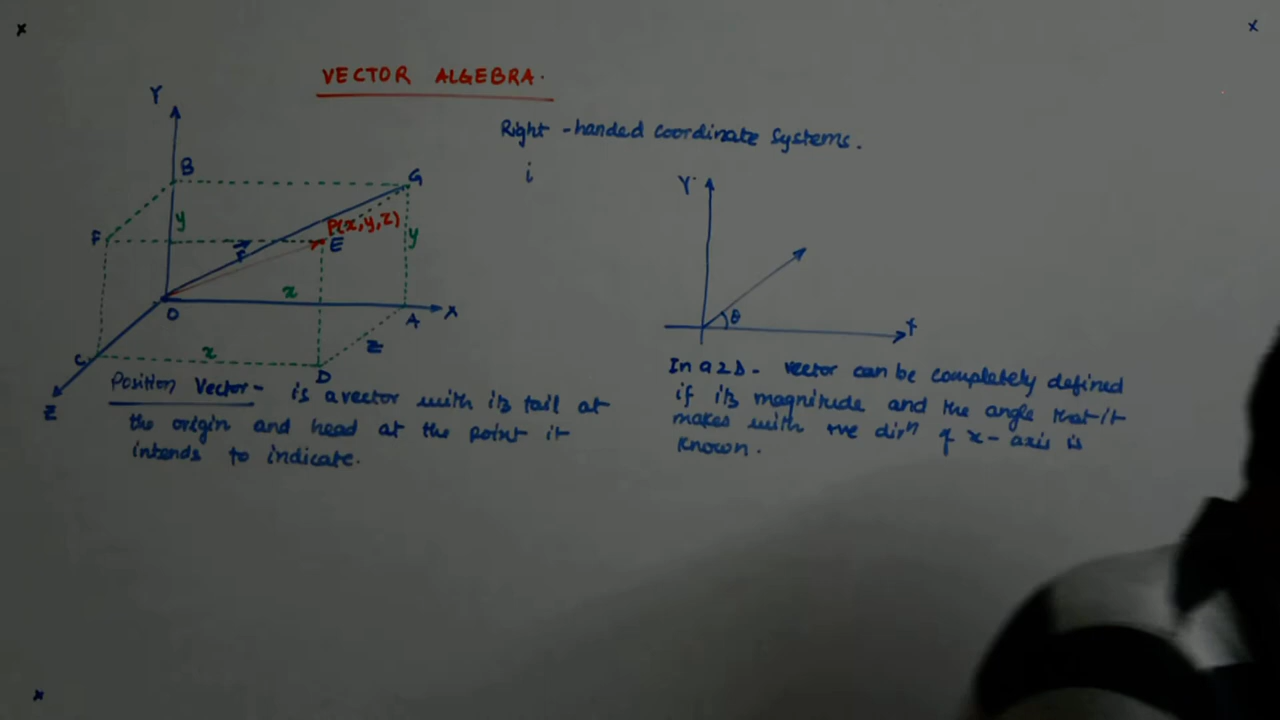 VECTOR ALGEBRA.
Right-handed coordinate Systems.
i
Y
B
G
y
P(x,y,z)
F
E
y
r
x
O
A
X
z
C
x
D
Z
Position Vector - is a vector with its tail at
the origin and head at the point it
intends to indicate.
Y
θ
X
In a 2D - vector can be completely defined
if its magnitude and the angle that it
makes with +ve dirn of x-axis is
known.